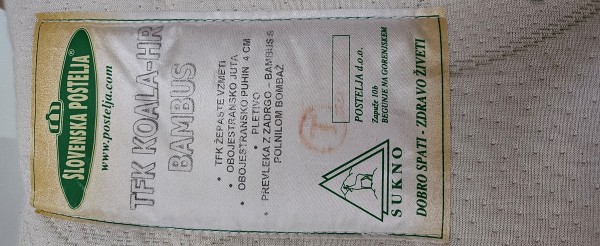 SLOVENSKA POSTELJA
www.postelja.com
TFK KOALA-HR
BAMBUS
• TFK ŽEPASTE VZMETI
• OBOJESTRANSKO JUTA
• OBOJESTRANSKO PUHIN 4 CM
• PLETIVO
• PREVLEKA Z ZADRGO - BAMBUS S
POLNILOM BOMBAŽ
T
POSTELJA d.o.o.
Zapuže 10b
BEGUNJE NA GORENJSKEM
SUKNO
DOBRO SPATI - ZDRAVO ŽIVETI